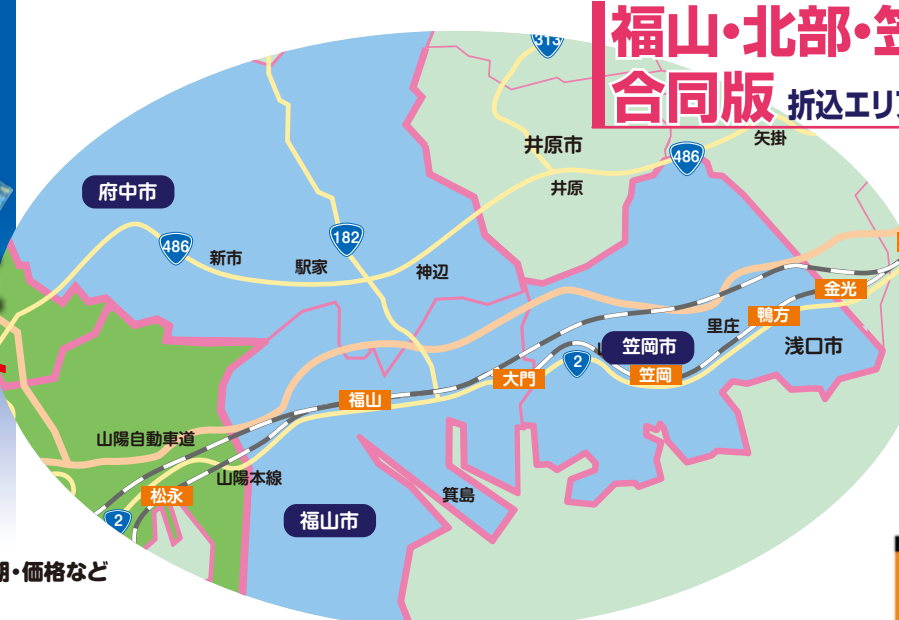 福山・北部・笠
合同版 折込エリア
313
井原市
486
矢掛
井原
府中市
486
新市
182
駅家
神辺
金光
鴨方
里庄
笠岡市
浅口市
2
大門
笠岡
福山
山陽自動車道
山陽本線
松永
箕島
2
福山市
期・価格など